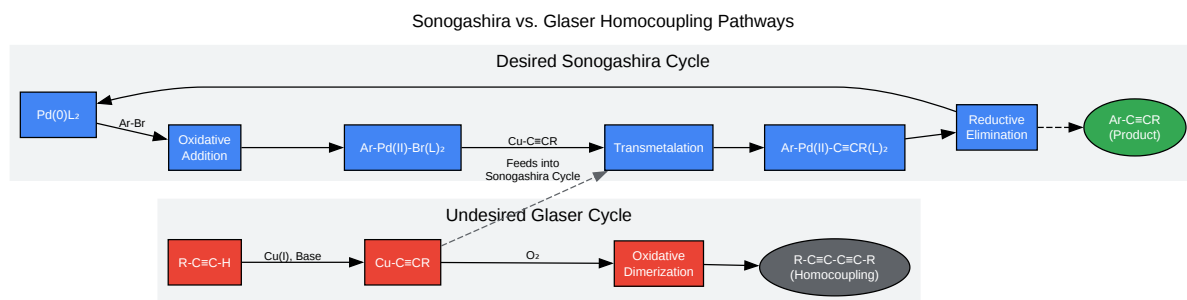 Sonogashira vs. Glaser Homocoupling Pathways
Desired Sonogashira Cycle
Pd(0)L₂
Ar-Br
Oxidative
Addition
Ar-Pd(II)-Br(L)₂
Cu-C≡CR
Feeds into
Sonogashira Cycle
Transmetalation
Ar-Pd(II)-C≡CR(L)₂
Reductive
Elimination
Ar-C≡CR
(Product)
Undesired Glaser Cycle
R-C≡C-H
Cu(I), Base
Cu-C≡CR
O₂
Oxidative
Dimerization
R-C≡C-C≡C-R
(Homocoupling)